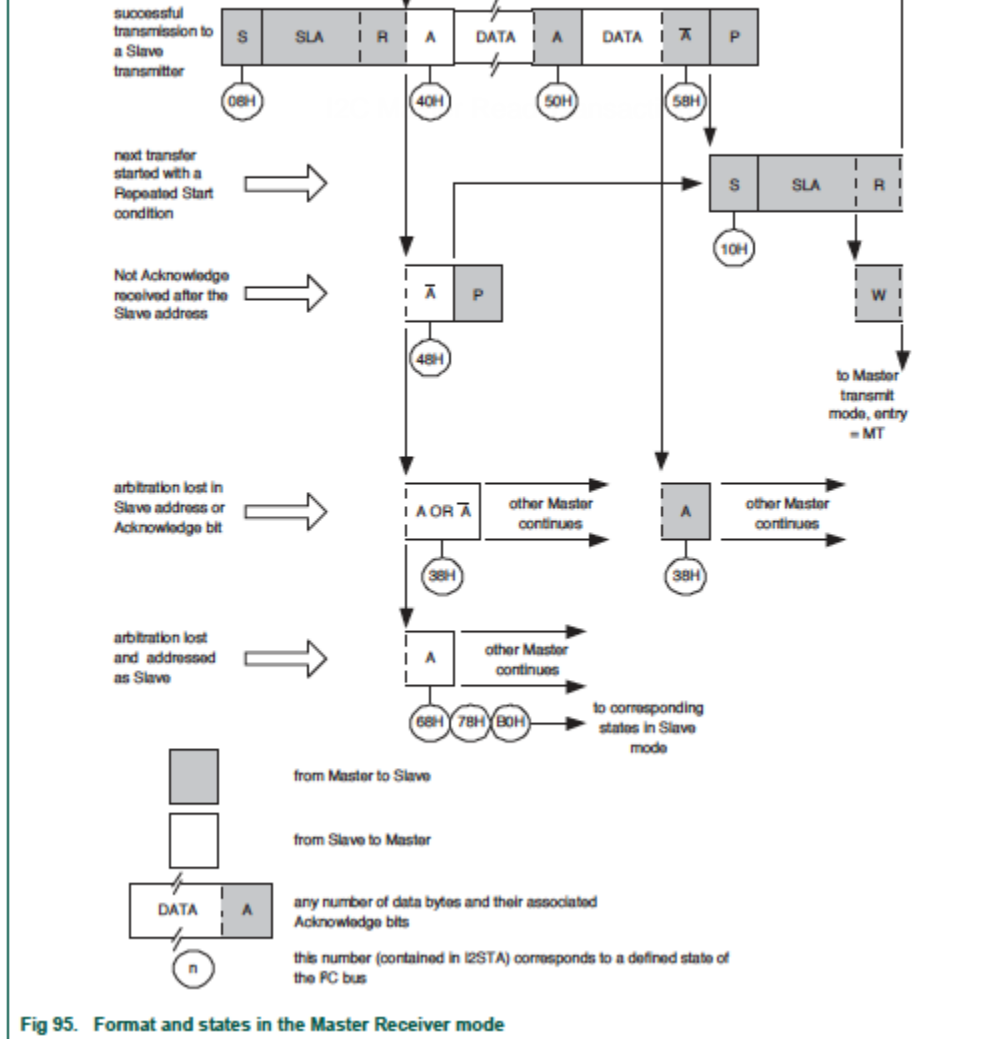 successful
transmission to
a Slave
transmitter
S SLA R A DATA A DATA A̅ P
08H 40H 50H 58H
next transfer
started with a
Repeated Start
condition
S SLA R
10H
Not Acknowledge
received after the
Slave address
A̅ P
W
48H
to Master
transmit
mode, entry
= MT
arbitration lost in
Slave address or
Acknowledge bit
A OR A̅
other Master
continues
A
other Master
continues
38H 38H
arbitration lost
and addressed
as Slave
A
other Master
continues
68H 78H B0H
to corresponding
states in Slave
mode
from Master to Slave
from Slave to Master
DATA A
any number of data bytes and their associated
Acknowledge bits
n
this number (contained in I2STA) corresponds to a defined state of
the I²C bus
Fig 95. Format and states in the Master Receiver mode